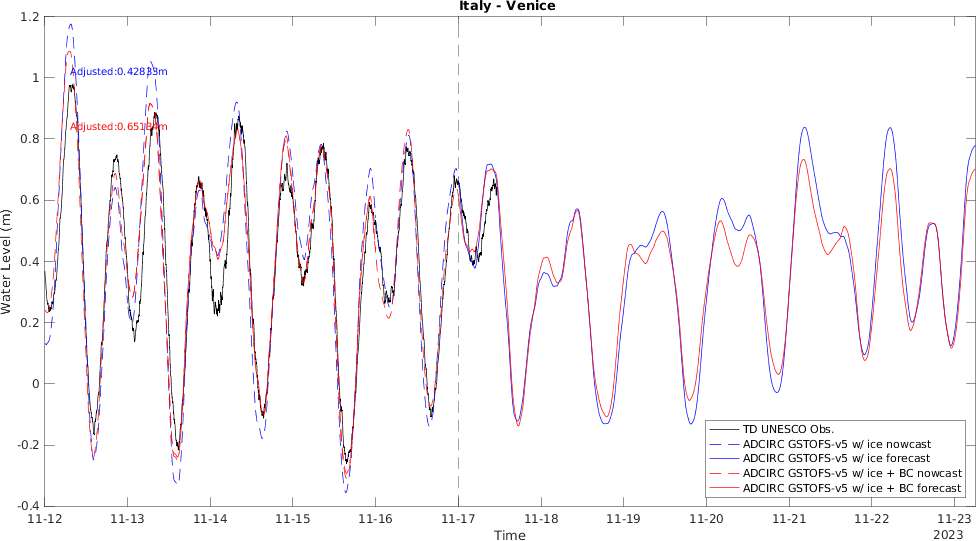 Italy - Venice
Water Level (m)
1.2
1
0.8
0.6
0.4
0.2
0
-0.2
-0.4
Adjusted:0.42833m
TD UNESCO Obs.
ADCIRC GSTOFS-v5 w/ ice nowcast
ADCIRC GSTOFS-v5 w/ ice forecast
ADCIRC GSTOFS-v5 w/ ice + BC nowcast
ADCIRC GSTOFS-v5 w/ ice + BC forecast
11-12 11-13 11-14 11-15 11-16 11-17 11-18 11-19 11-20 11-21 11-22 11-23
Time
2023